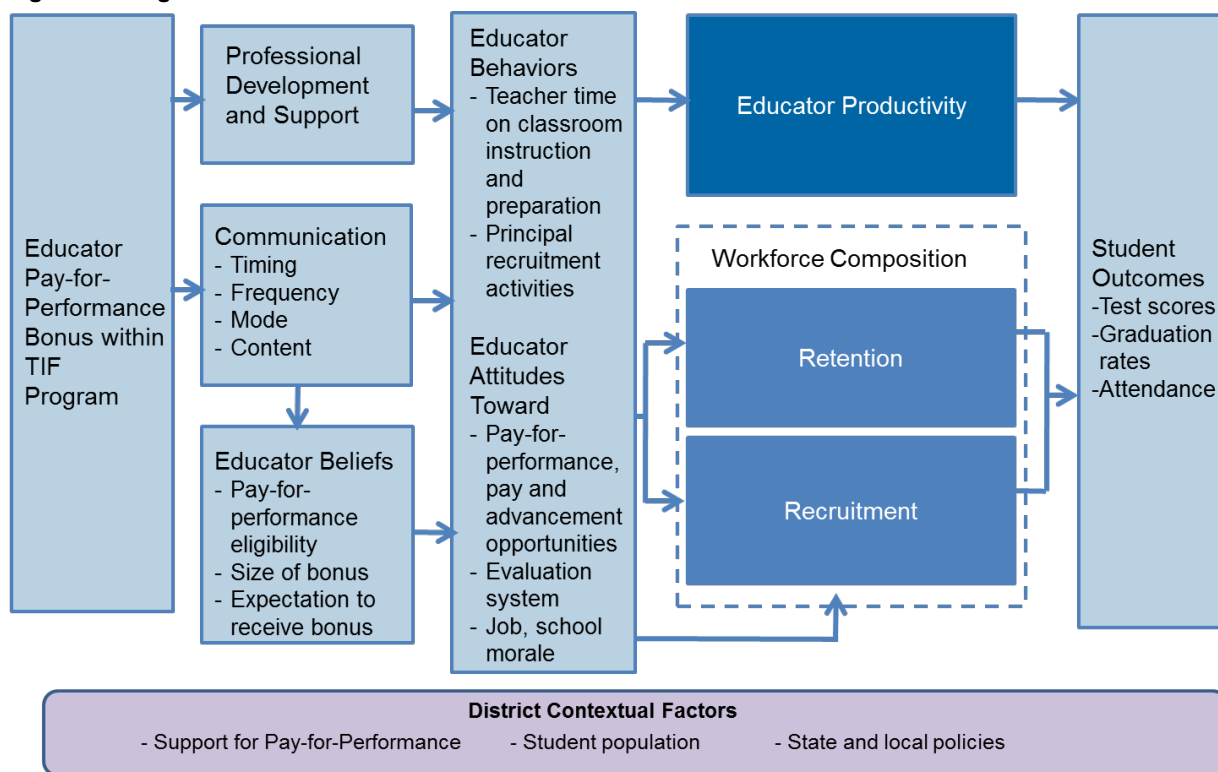 Educator
Pay-for-
Performance
Bonus within
TIF
Program
Professional
Development
and Support
Communication
- Timing
- Frequency
- Mode
- Content
Educator Beliefs
- Pay-for-
performance
eligibility
- Size of bonus
- Expectation to
receive bonus
Educator
Behaviors
- Teacher time
on classroom
instruction
and
preparation
- Principal
recruitment
activities
Educator
Attitudes
Toward
- Pay-for-
performance,
pay and
advancement
opportunities
- Evaluation
system
- Job, school
morale
Educator Productivity
Workforce Composition
Retention
Recruitment
Student
Outcomes
-Test scores
-Graduation
rates
-Attendance
District Contextual Factors
- Support for Pay-for-Performance - Student population - State and local policies